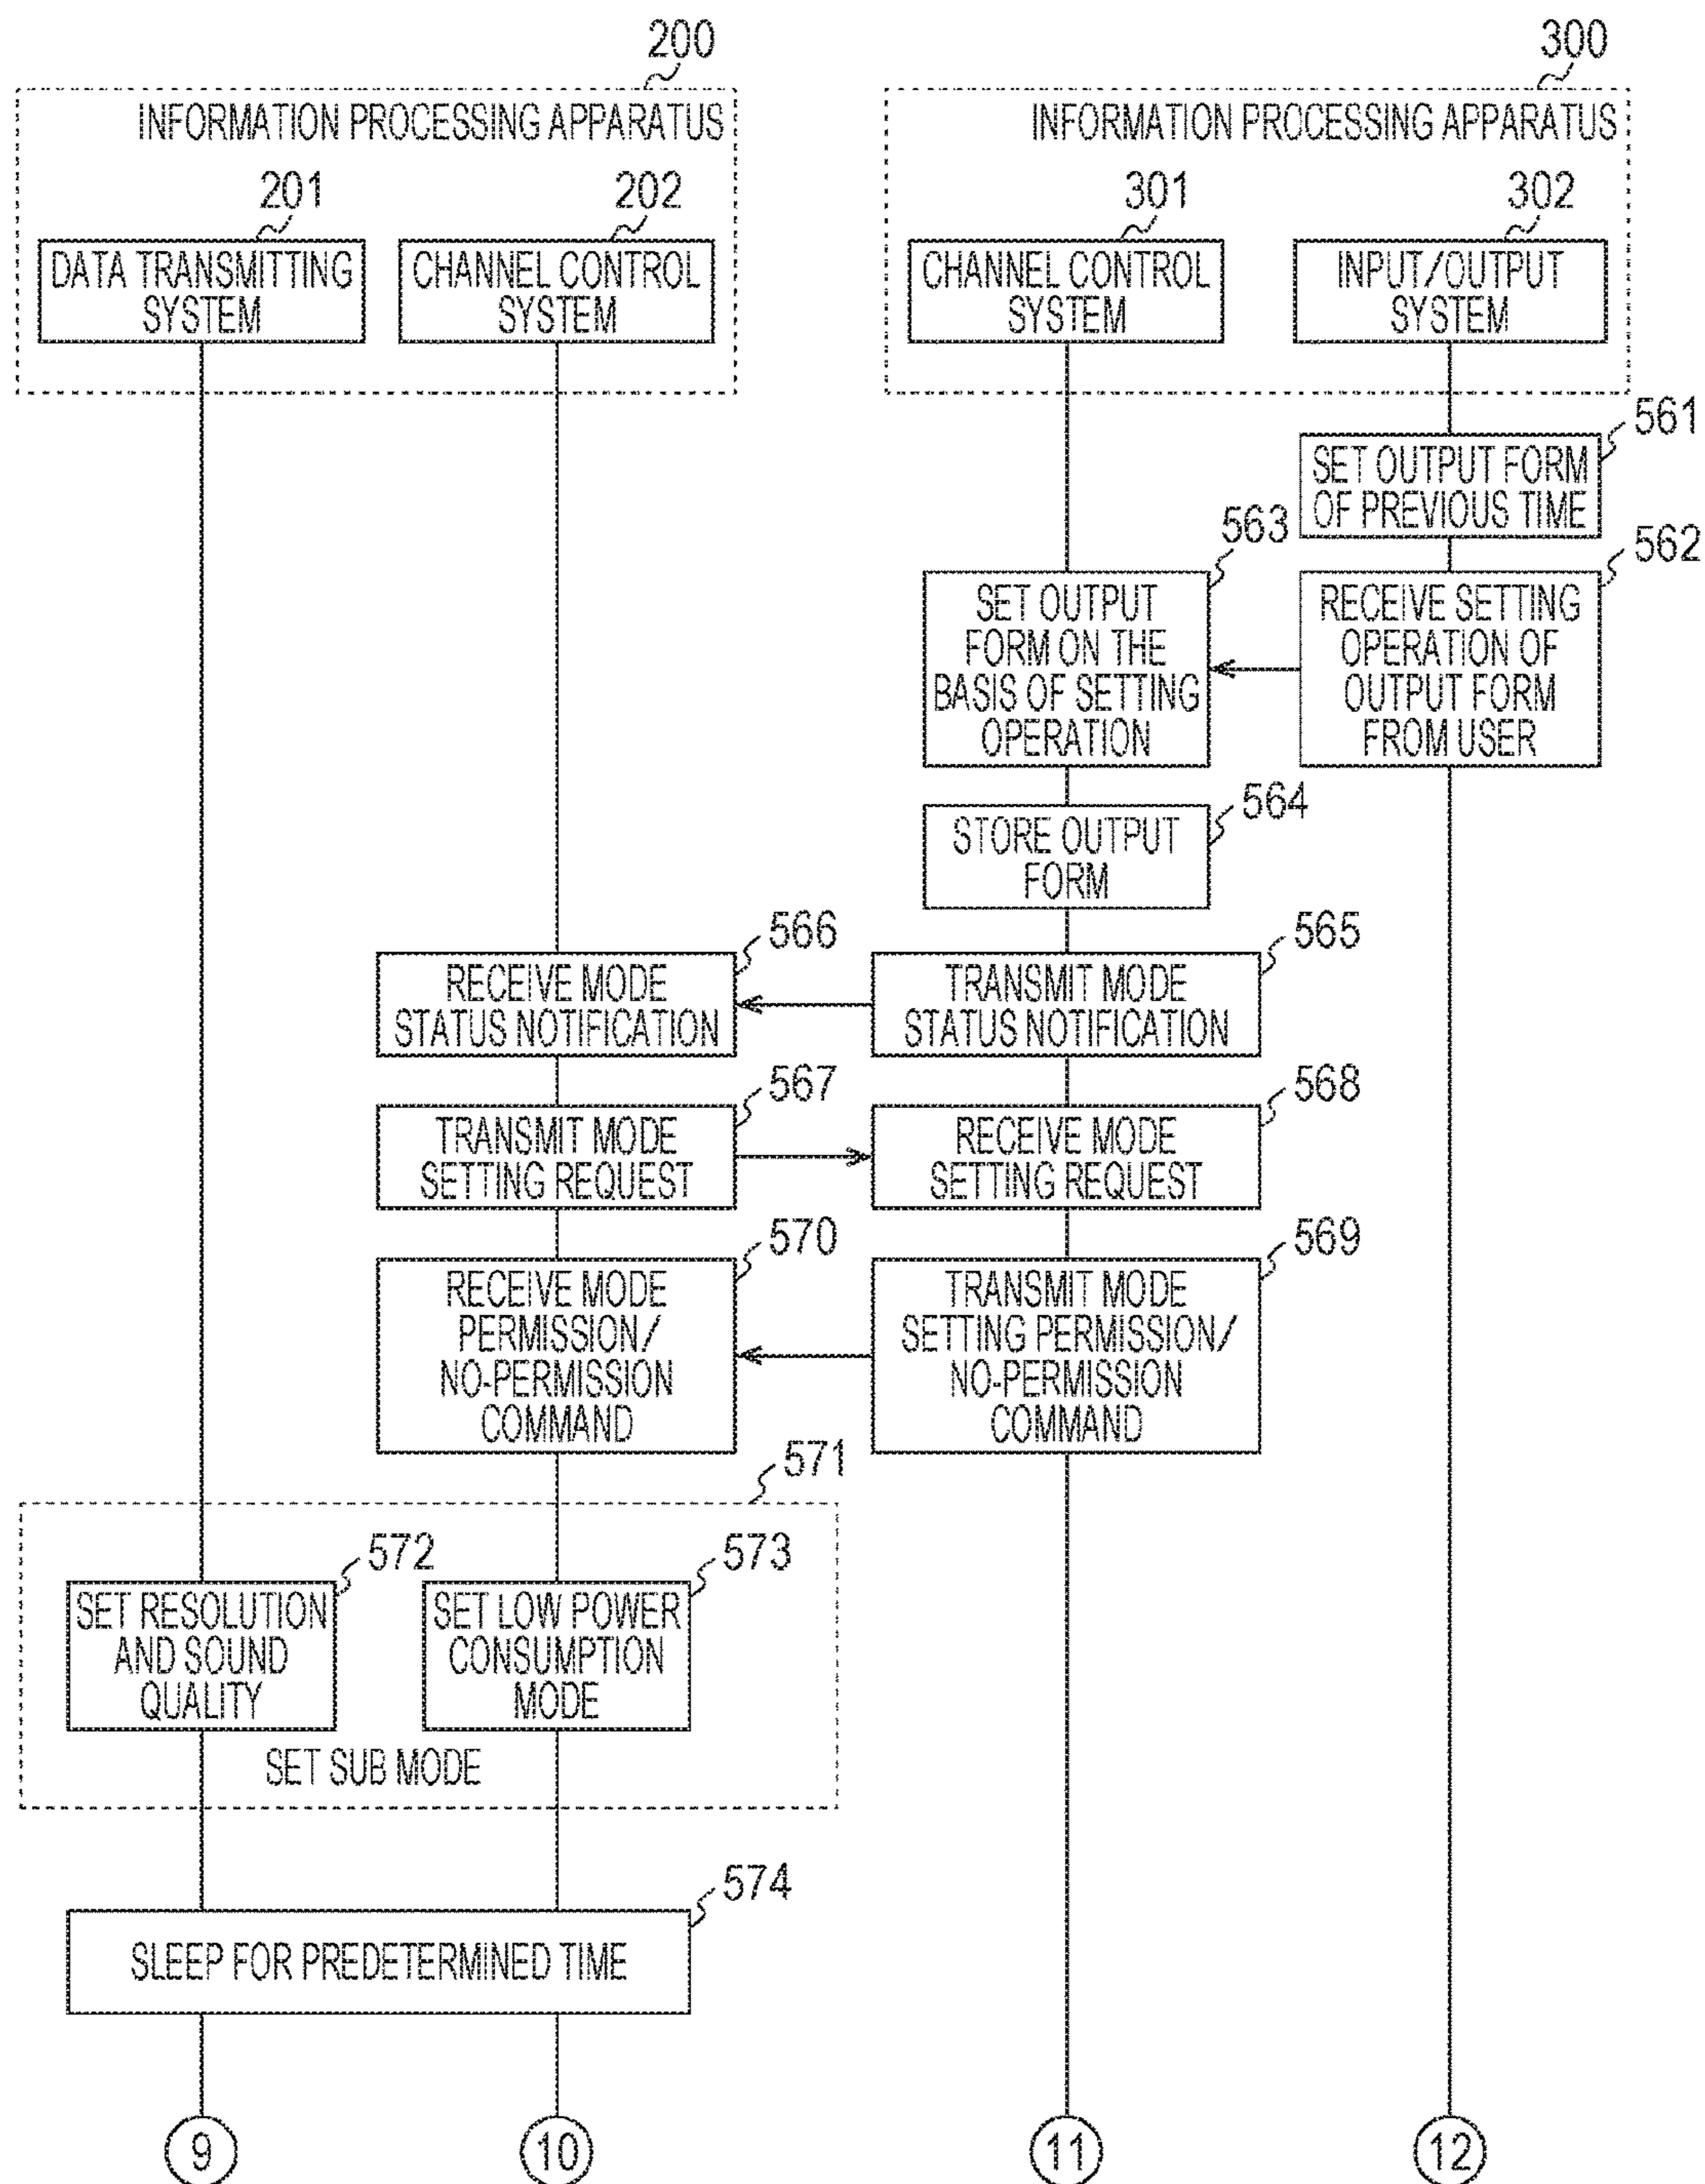 200
300
INFORMATION PROCESSING APPARATUS
INFORMATION PROCESSING APPARATUS
201
202
301
302
DATA TRANSMITTING
SYSTEM
CHANNEL CONTROL
SYSTEM
CHANNEL CONTROL
SYSTEM
INPUT/OUTPUT
SYSTEM
561
SET OUTPUT FORM
OF PREVIOUS TIME
563
562
SET OUTPUT
FORM ON THE
BASIS OF SETTING
OPERATION
RECEIVE SETTING
OPERATION OF
OUTPUT FORM
FROM USER
564
STORE OUTPUT
FORM
566
565
RECEIVE MODE
STATUS NOTIFICATION
TRANSMIT MODE
STATUS NOTIFICATION
567
568
TRANSMIT MODE
SETTING REQUEST
RECEIVE MODE
SETTING REQUEST
570
569
RECEIVE MODE
PERMISSION/
NO-PERMISSION
COMMAND
TRANSMIT MODE
SETTING PERMISSION/
NO-PERMISSION
COMMAND
571
572
573
SET RESOLUTION
AND SOUND
QUALITY
SET LOW POWER
CONSUMPTION
MODE
SET SUB MODE
574
SLEEP FOR PREDETERMINED TIME
9
10
11
12